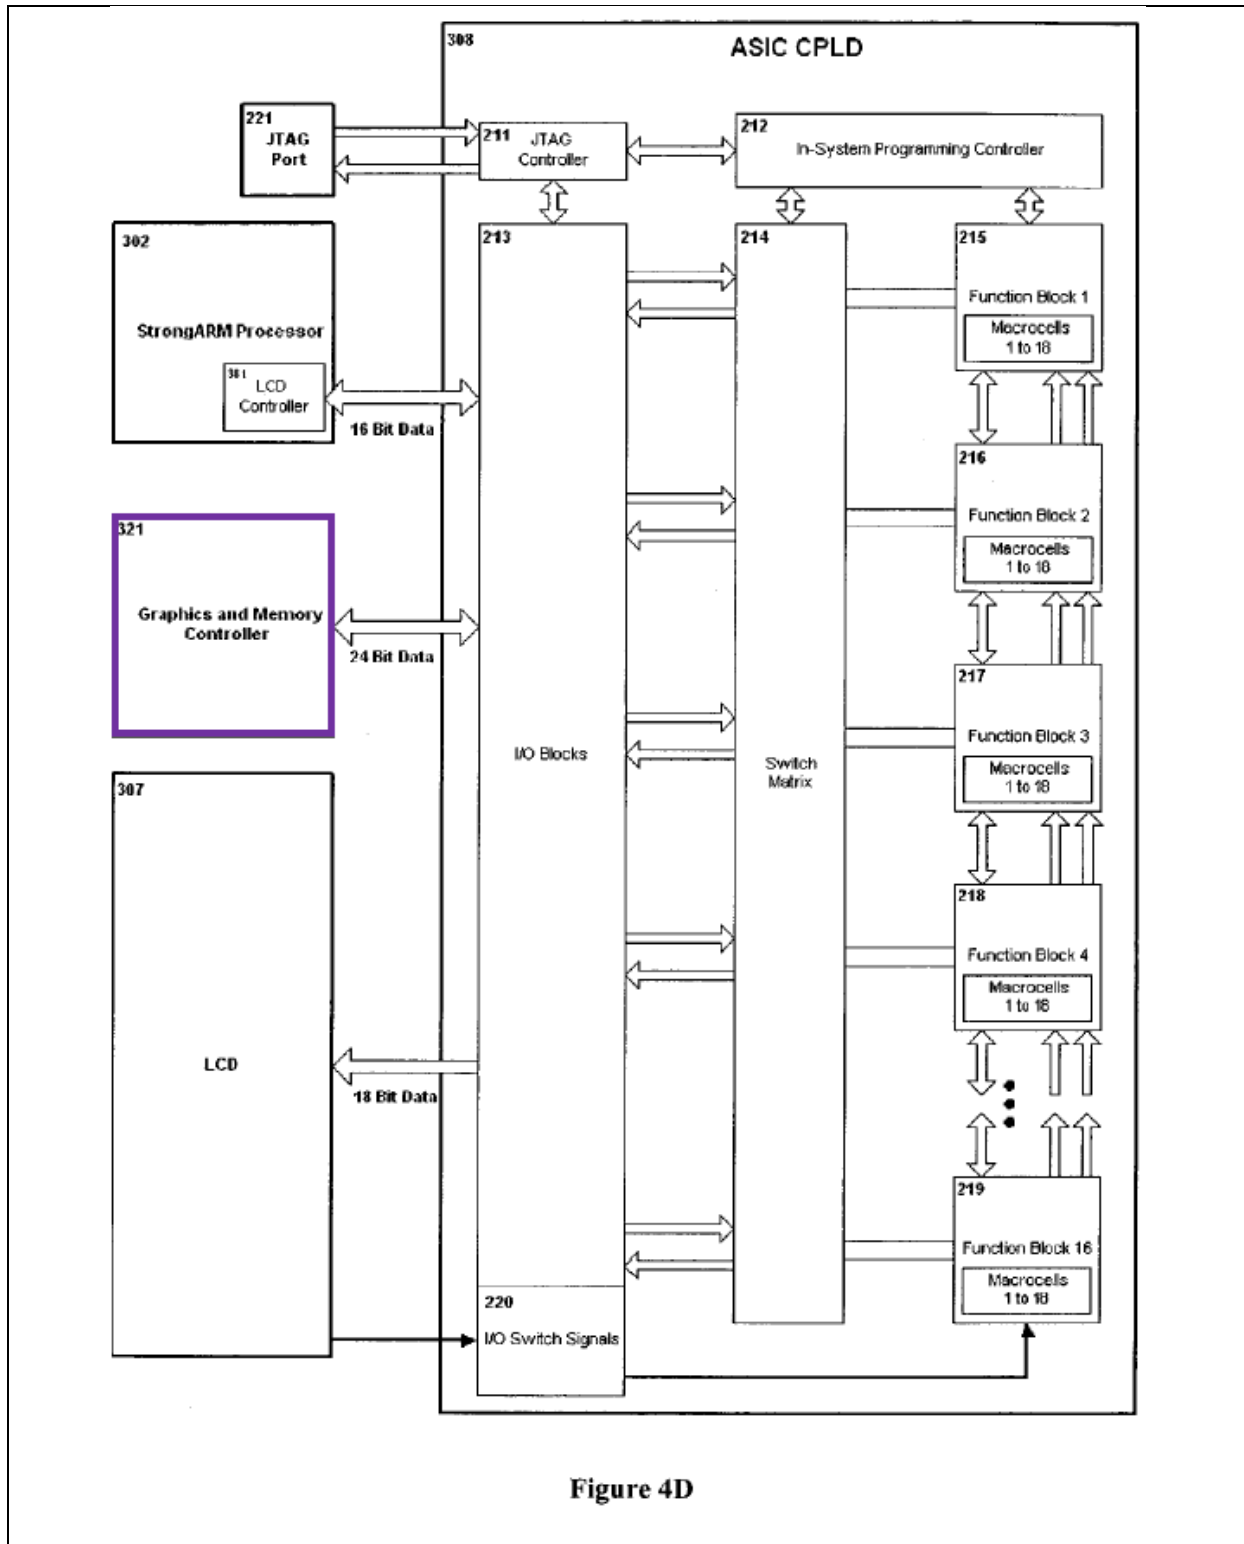 308
ASIC CPLD
221
JTAG
Port
211 JTAG
Controller
212
In-System Programming Controller
302
StrongARM Processor
381
LCD
Controller
16 Bit Data
213
I/O Blocks
214
Switch
Matrix
215
Function Block 1
Macrocells
1 to 18
216
Function Block 2
Macrocells
1 to 18
321
Graphics and Memory
Controller
24 Bit Data
217
Function Block 3
Macrocells
1 to 18
307
LCD
18 Bit Data
218
Function Block 4
Macrocells
1 to 18
219
Function Block 16
Macrocells
1 to 18
220
I/O Switch Signals
Figure 4D